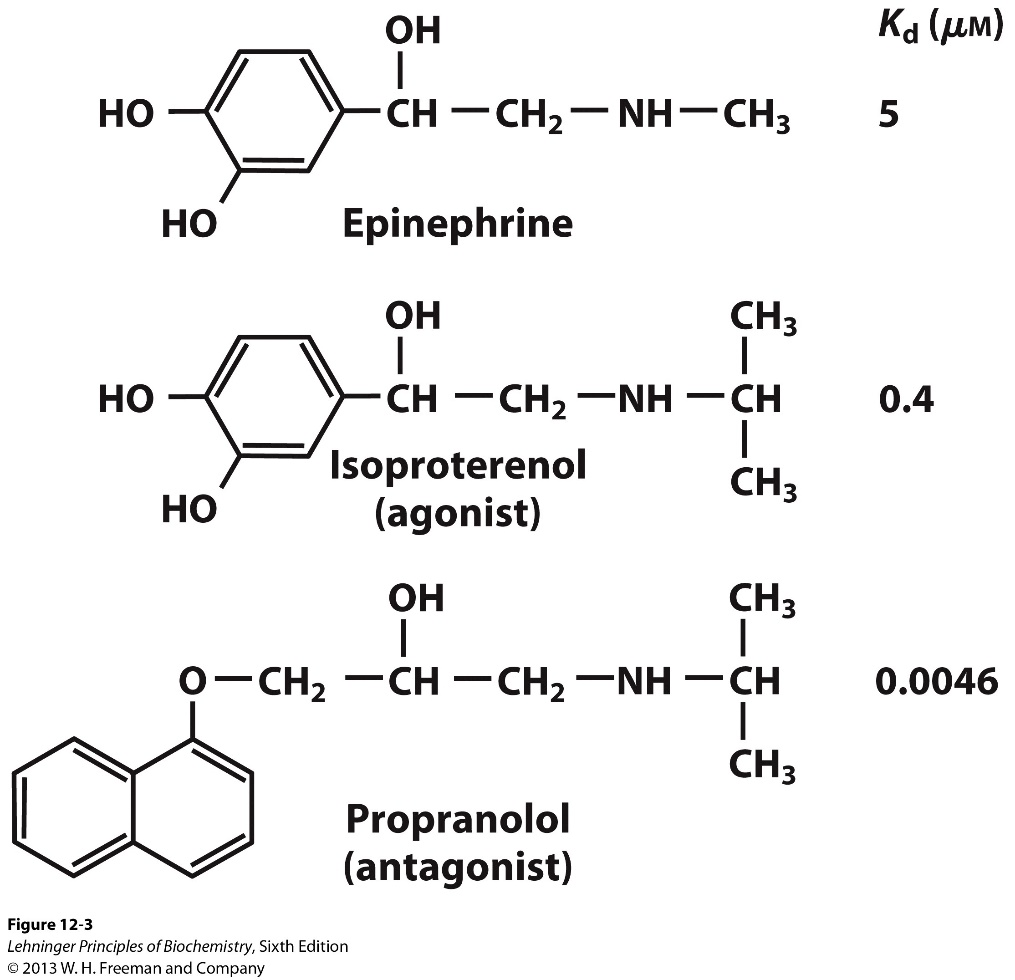 OH K_d (μM)
HO CH CH₂ NH CH₃ 5
HO Epinephrine
OH CH₃
HO CH CH₂ NH CH 0.4
Isoproterenol
HO (agonist) CH₃
OH CH₃
O CH₂ CH CH₂ NH CH 0.0046
CH₃
Propranolol
(antagonist)
Figure 12-3
Lehninger Principles of Biochemistry, Sixth Edition
© 2013 W. H. Freeman and Company